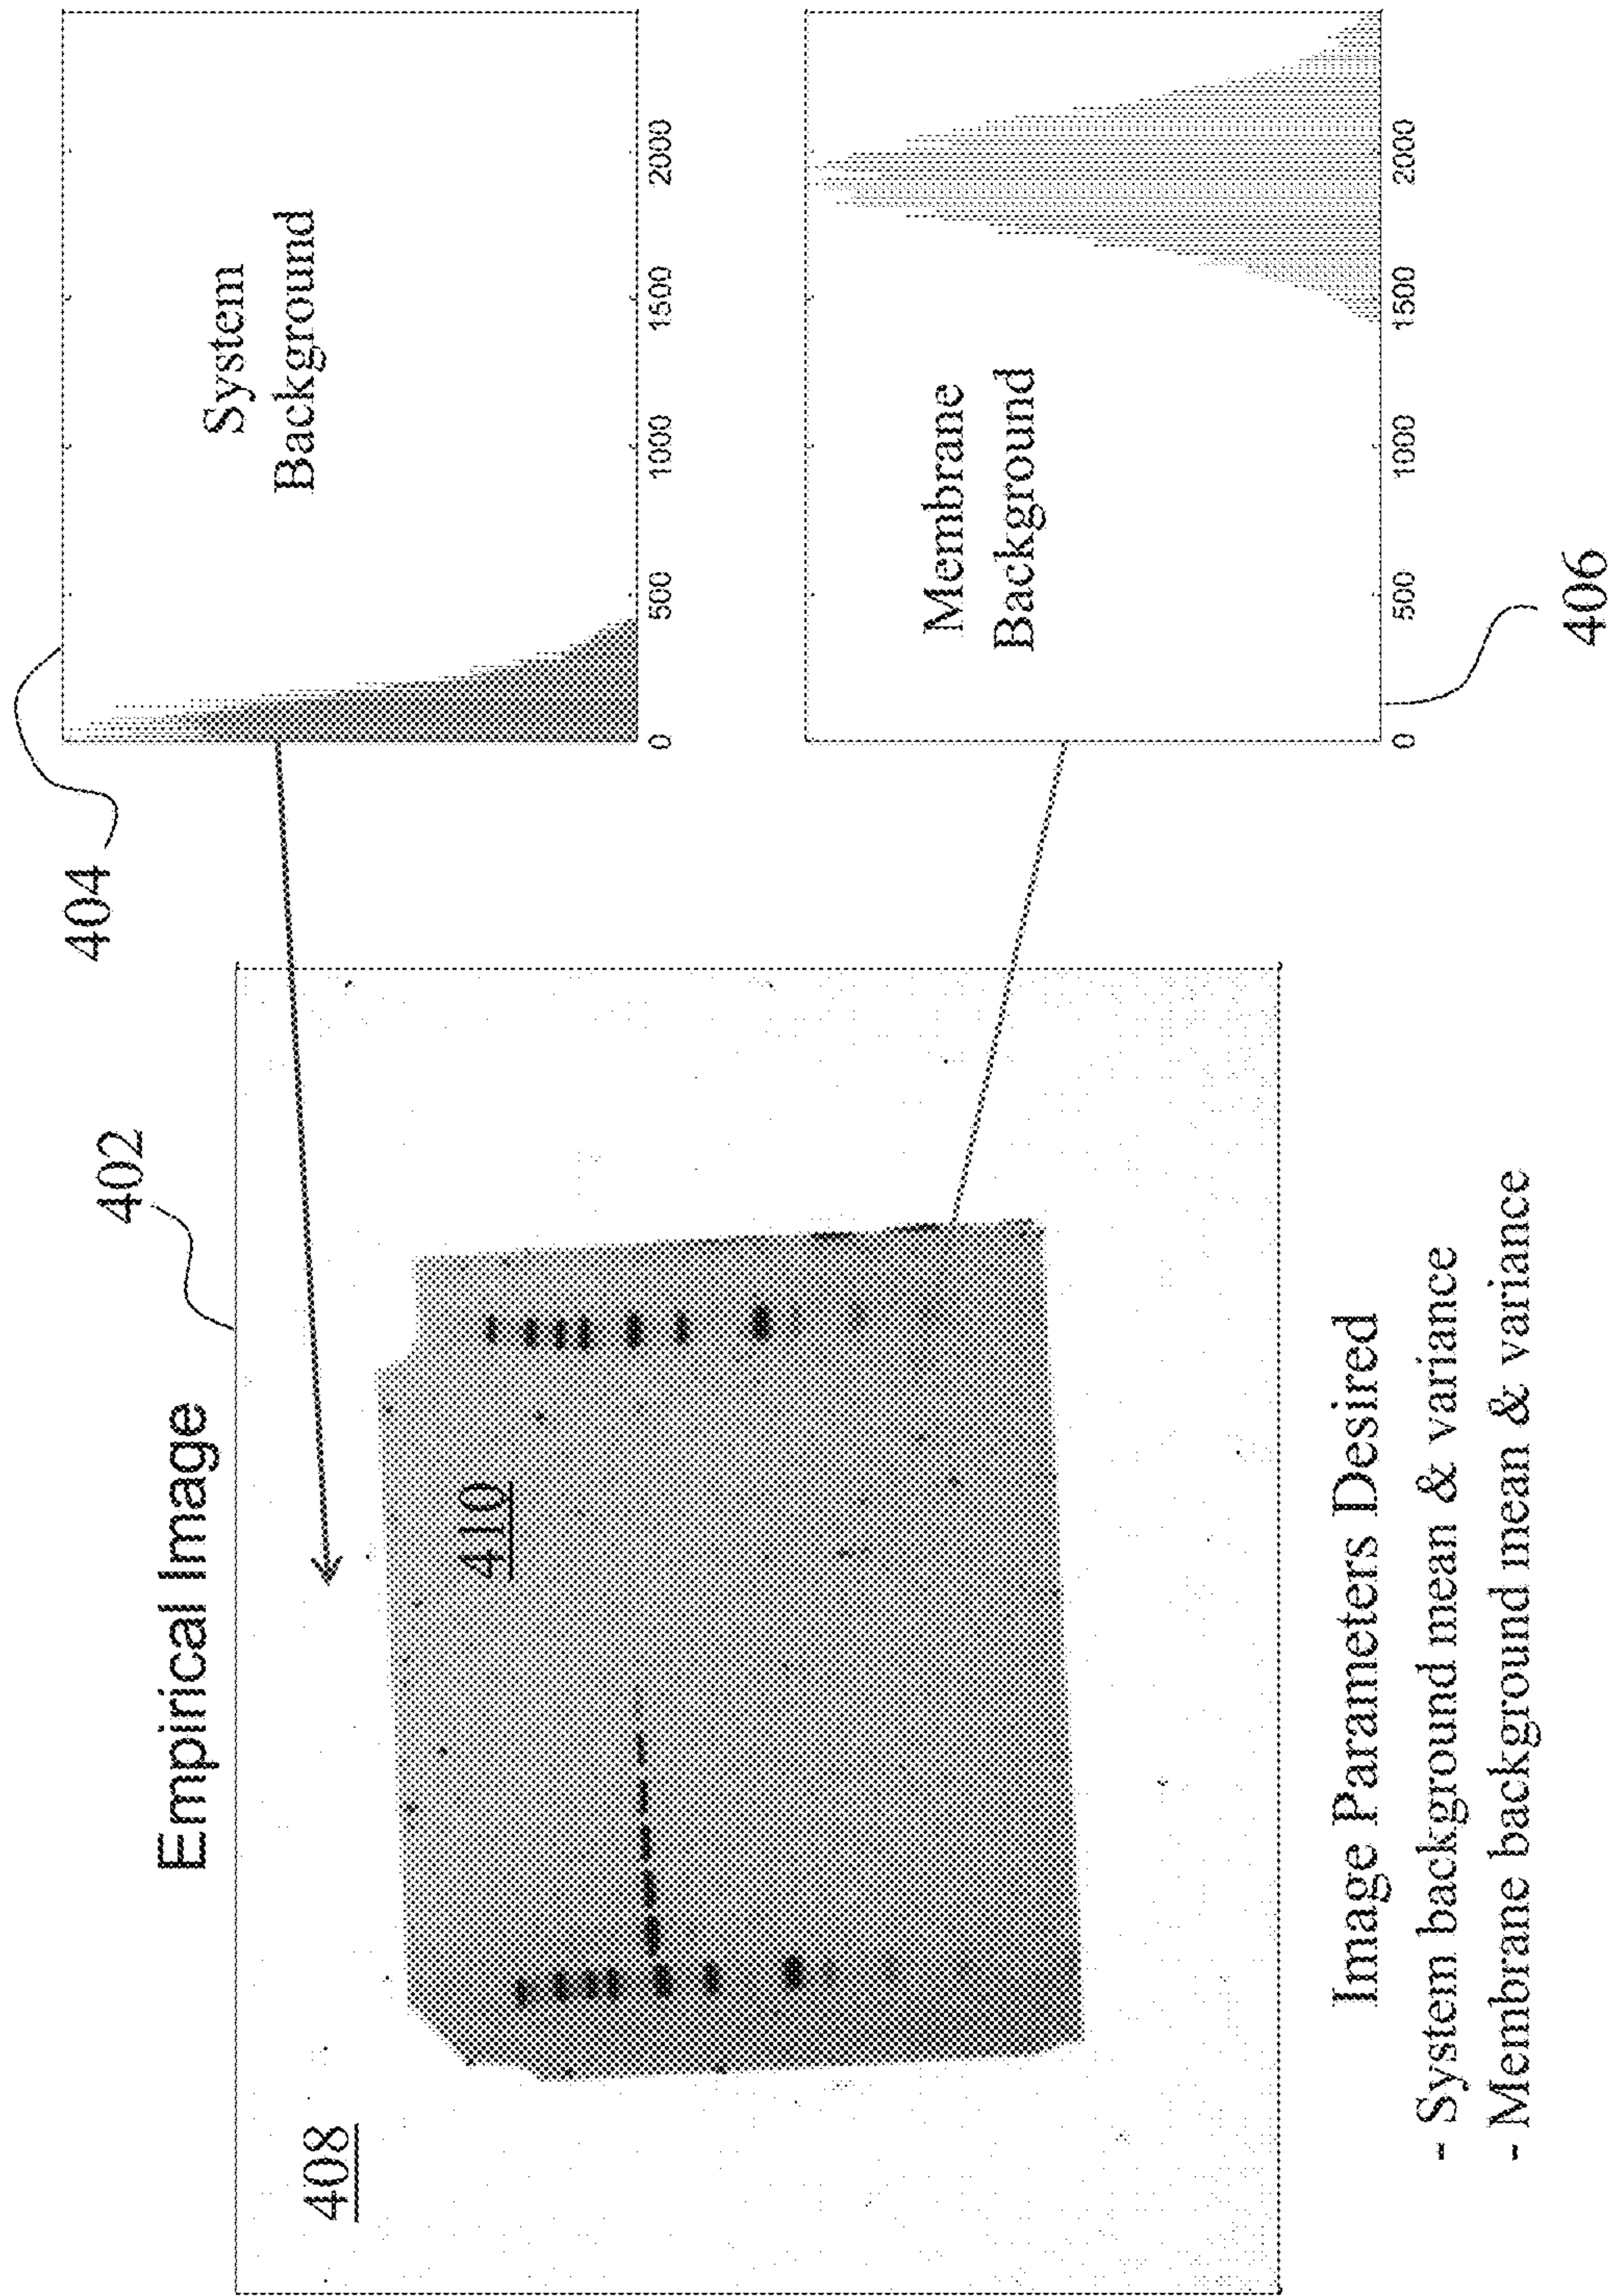 Empirical Image
402
404
408
410
System
Background
0 500 1000 1500 2000
Membrane
Background
0 500 1000 1500 2000
406
Image Parameters Desired
- System background mean & variance
- Membrane background mean & variance